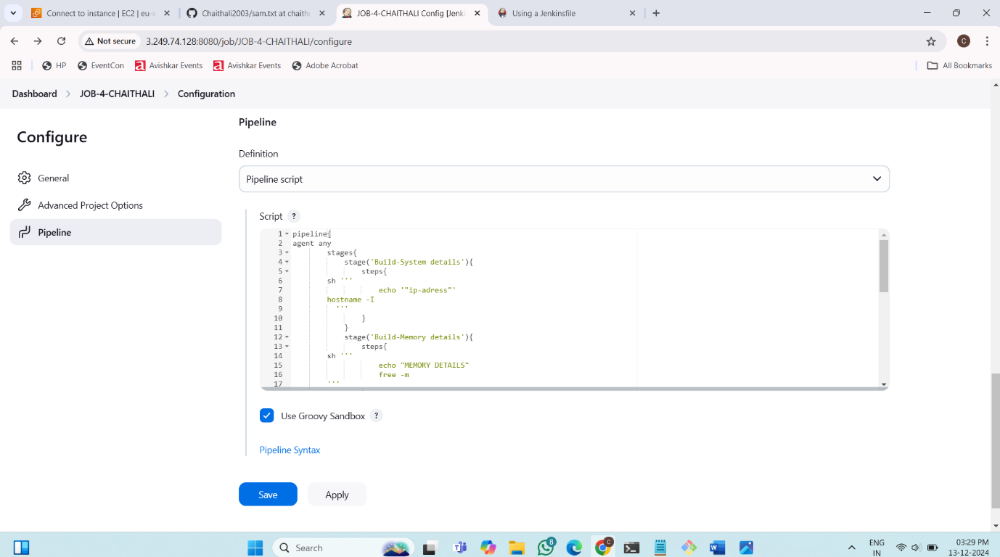 Connect to instance | EC2 | eu-w
Chaithali2003/sam.txt at chaith
JOB-4-CHAITHALI Config [Jenki
Using a Jenkinsfile
Not secure
3.249.74.128:8080/job/JOB-4-CHAITHALI/configure
C
HP
EventCon
Avishkar Events
Avishkar Events
Adobe Acrobat
All Bookmarks
Dashboard > JOB-4-CHAITHALI > Configuration
Configure
General
Advanced Project Options
Pipeline
Pipeline
Definition
Pipeline script
Script ?
1 pipeline{
2 agent any
3 stages{
4 stage('Build-System details'){
5 steps{
6 sh '''
7 echo '"ip-adress"'
8 hostname -I
9 '''
10 }
11 }
12 stage('Build-Memory details'){
13 steps{
14 sh '''
15 echo "MEMORY DETAILS"
16 free -m
17 '''
Use Groovy Sandbox ?
Pipeline Syntax
Save
Apply
Search
8
C
ENG
IN
03:29 PM
13-12-2024